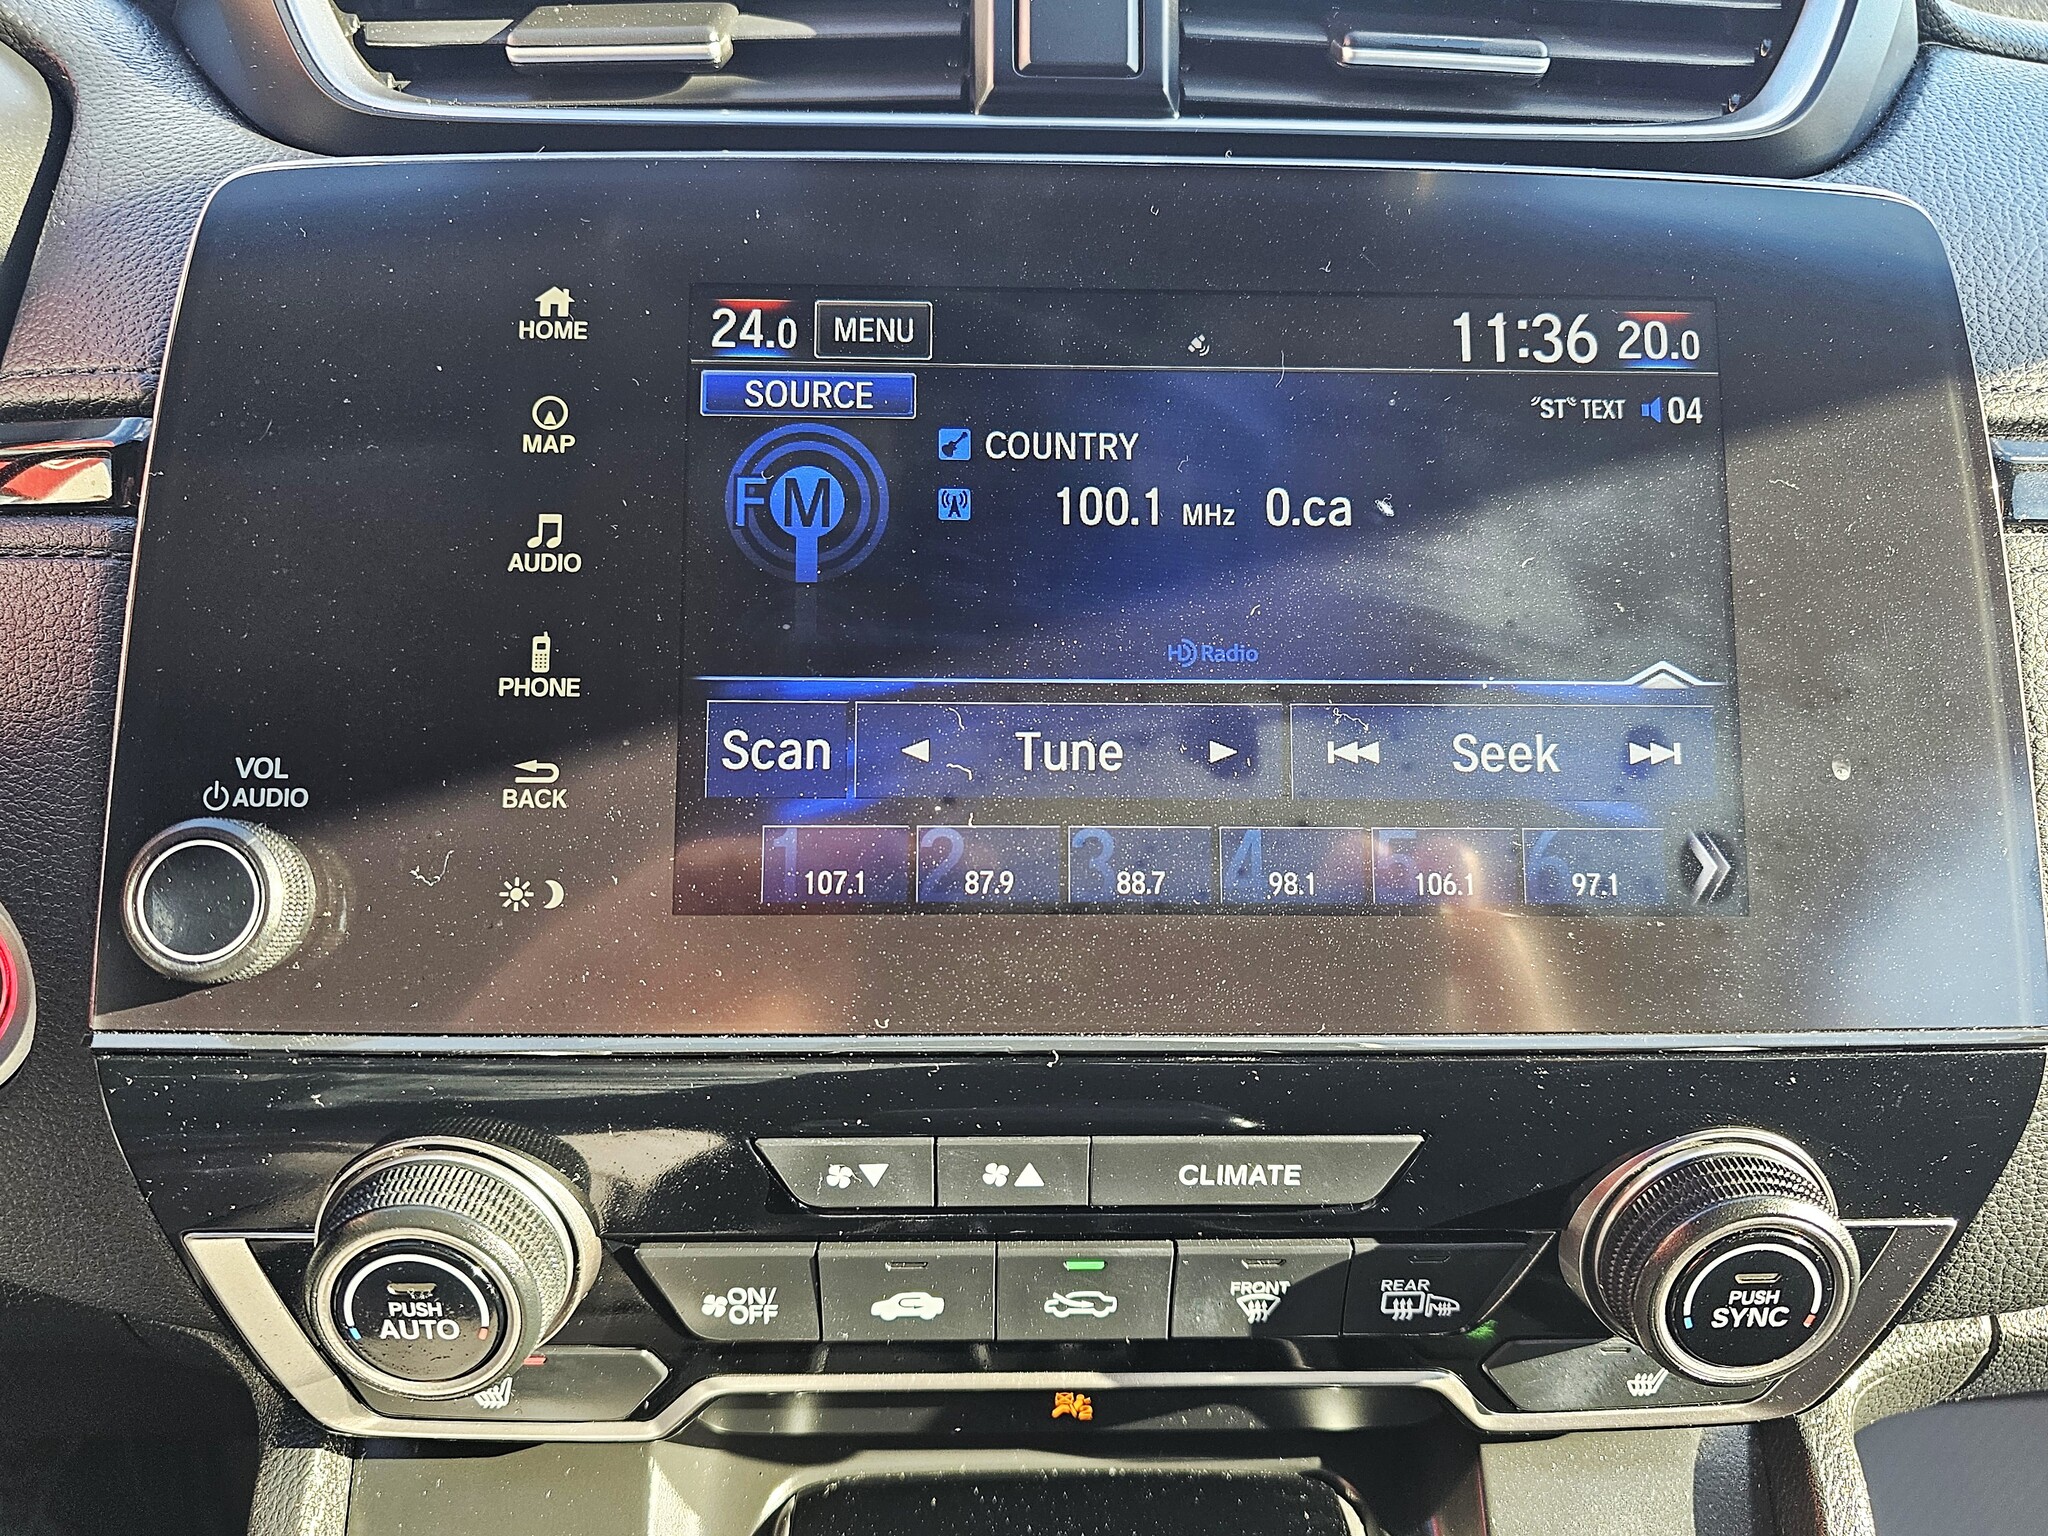 24.0 MENU 11:36 20.0
SOURCE "ST" TEXT 04
FM
COUNTRY
100.1 MHz 0.ca
HD Radio
Scan Tune Seek
1 107.1 2 87.9 3 88.7 4 98.1 5 106.1 6 97.1
HOME
MAP
AUDIO
PHONE
BACK
VOL
AUDIO
CLIMATE
PUSH
AUTO
ON/
OFF
FRONT
REAR
PUSH
SYNC